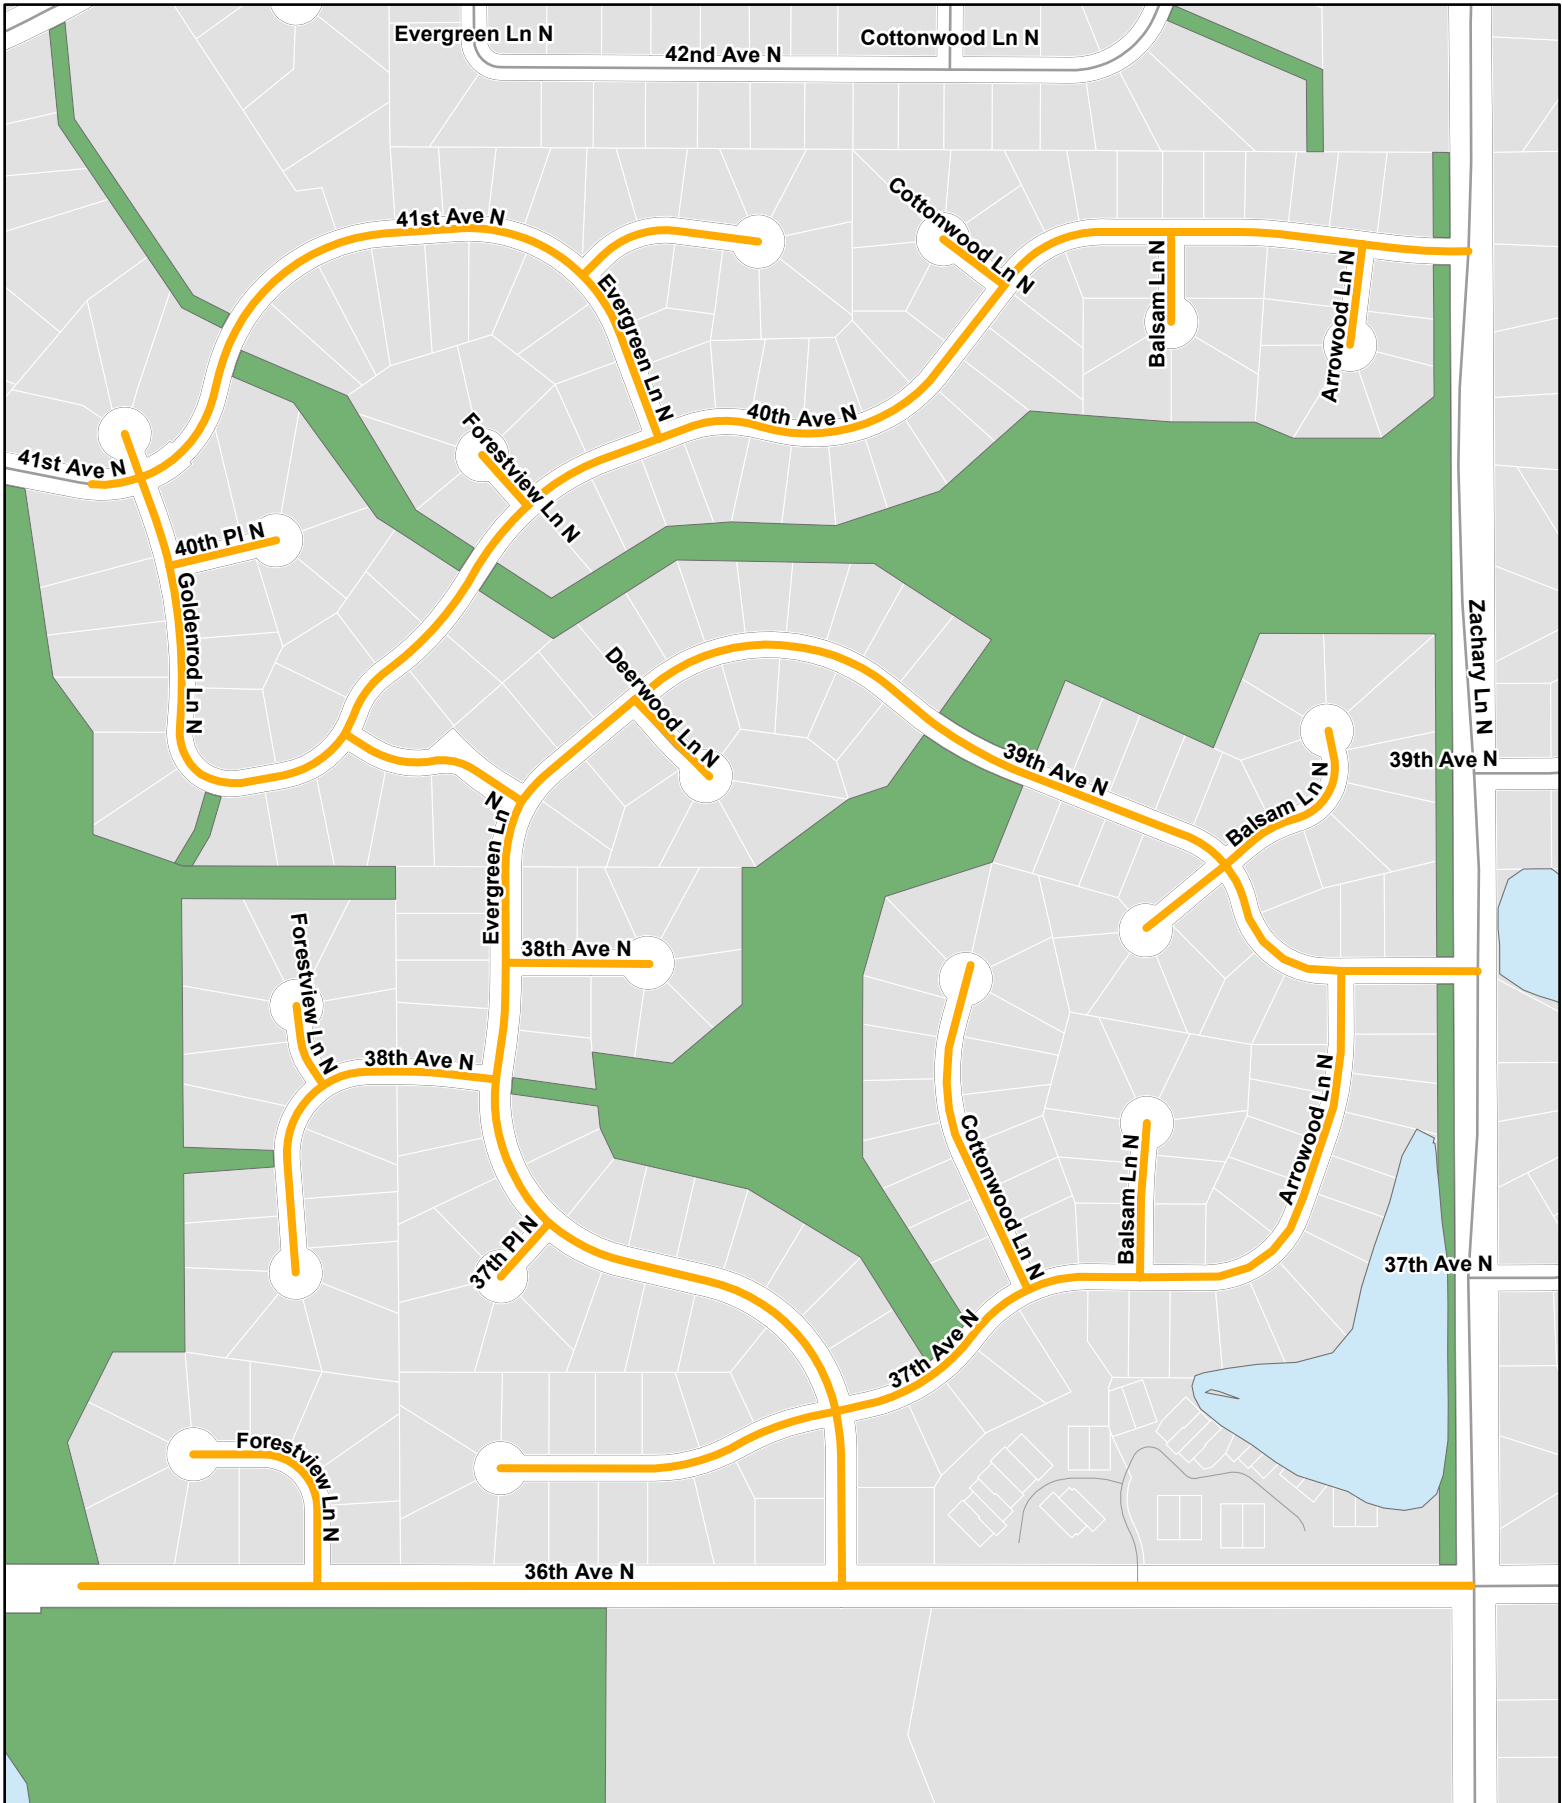 Evergreen Ln N
Cottonwood Ln N
42nd Ave N
Cottonwood Ln N
41st Ave N
Balsam Ln N
Arrowood Ln N
Evergreen Ln N
40th Ave N
Forestview Ln N
41st Ave N
40th Pl N
Goldenrod Ln N
Zachary Ln N
Deerwood Ln N
39th Ave N
39th Ave N
Balsam Ln N
Evergreen Ln N
38th Ave N
Forestview Ln N
38th Ave N
Arrowood Ln N
Cottonwood Ln N
Balsam Ln N
37th Pl N
37th Ave N
37th Ave N
Forestview Ln N
36th Ave N